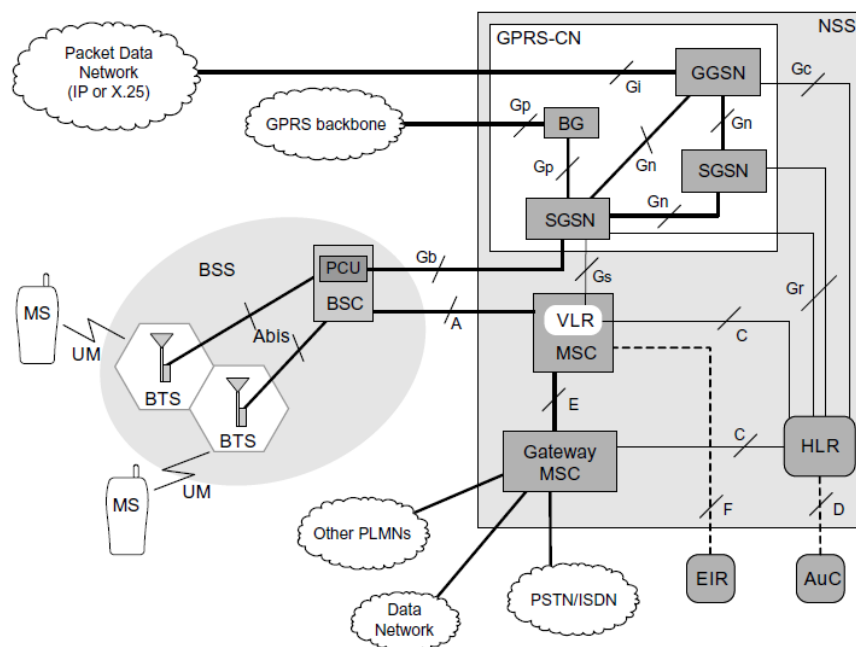 NSS
GPRS-CN
Packet Data
Network
(IP or X.25)
GGSN
Gc
Gi
GPRS backbone
Gp
BG
Gn
Gp
Gn
SGSN
Gn
SGSN
BSS
PCU
Gb
Gs
Gr
MS
BSC
A
VLR
C
UM
Abis
MSC
BTS
E
BTS
Gateway
MSC
C
HLR
MS
UM
Other PLMNs
F
D
EIR
AuC
PSTN/ISDN
Data
Network